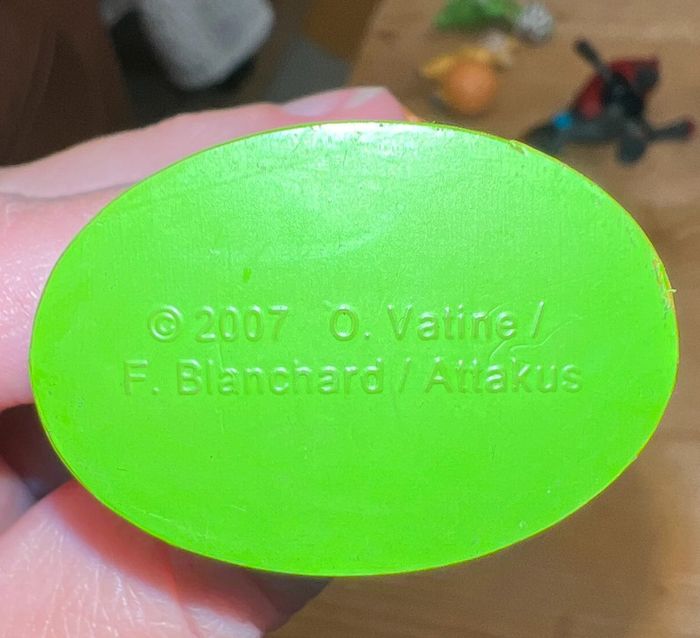 © 2007 O. Vatine /
F. Blanchard / Attakus